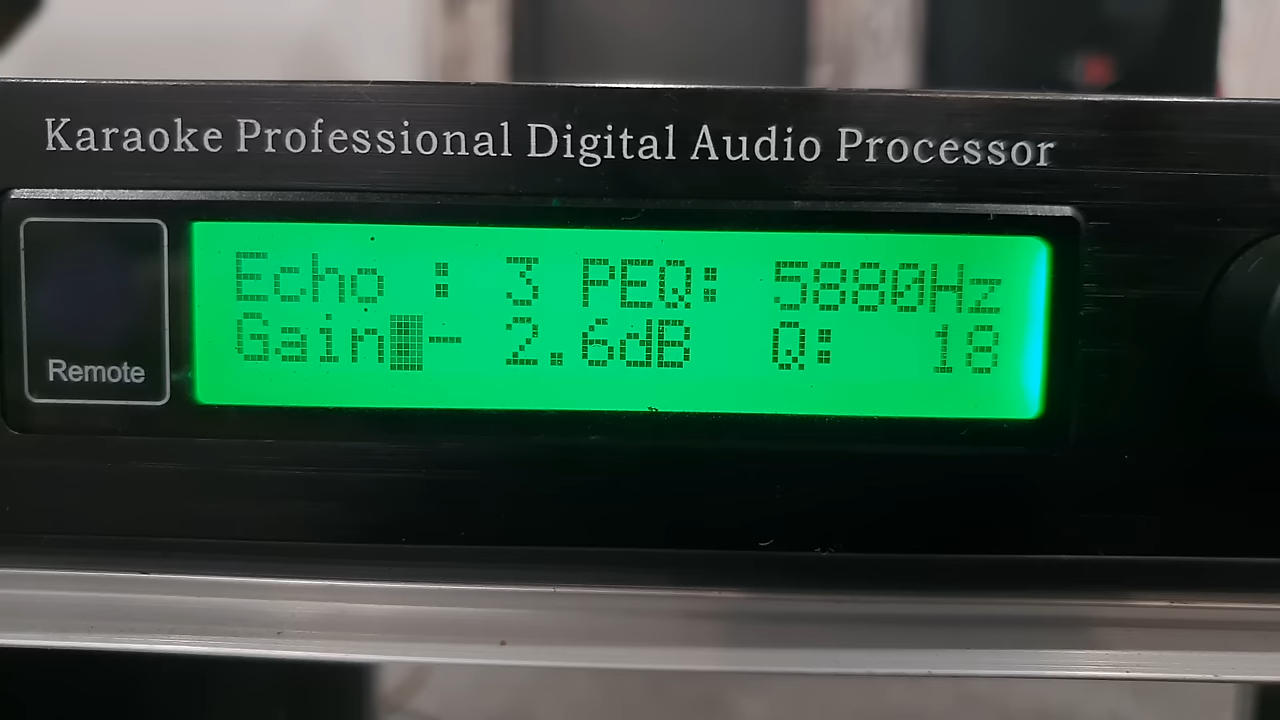 Karaoke Professional Digital Audio Processor
Remote
Echo : 3 PEQ: 5880Hz
Gain - 2.6dB Q: 18